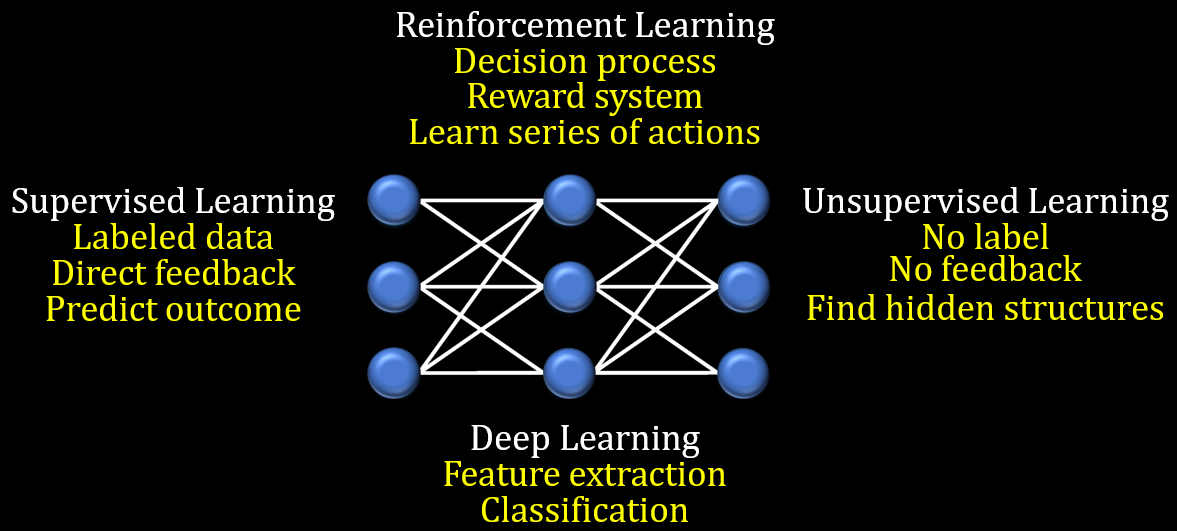 Reinforcement Learning
Decision process
Reward system
Learn series of actions
Supervised Learning
Labeled data
Direct feedback
Predict outcome
Unsupervised Learning
No label
No feedback
Find hidden structures
Deep Learning
Feature extraction
Classification